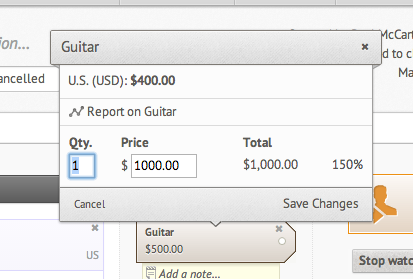 ion...
McCart
d to c
ancelled
Ma
Guitar ×
U.S. (USD): $400.00
Report on Guitar
Qty. Price Total
1 $ 1000.00 $1,000.00 150%
Cancel Save Changes
US
Guitar
$500.00
Add a note...
Stop watc